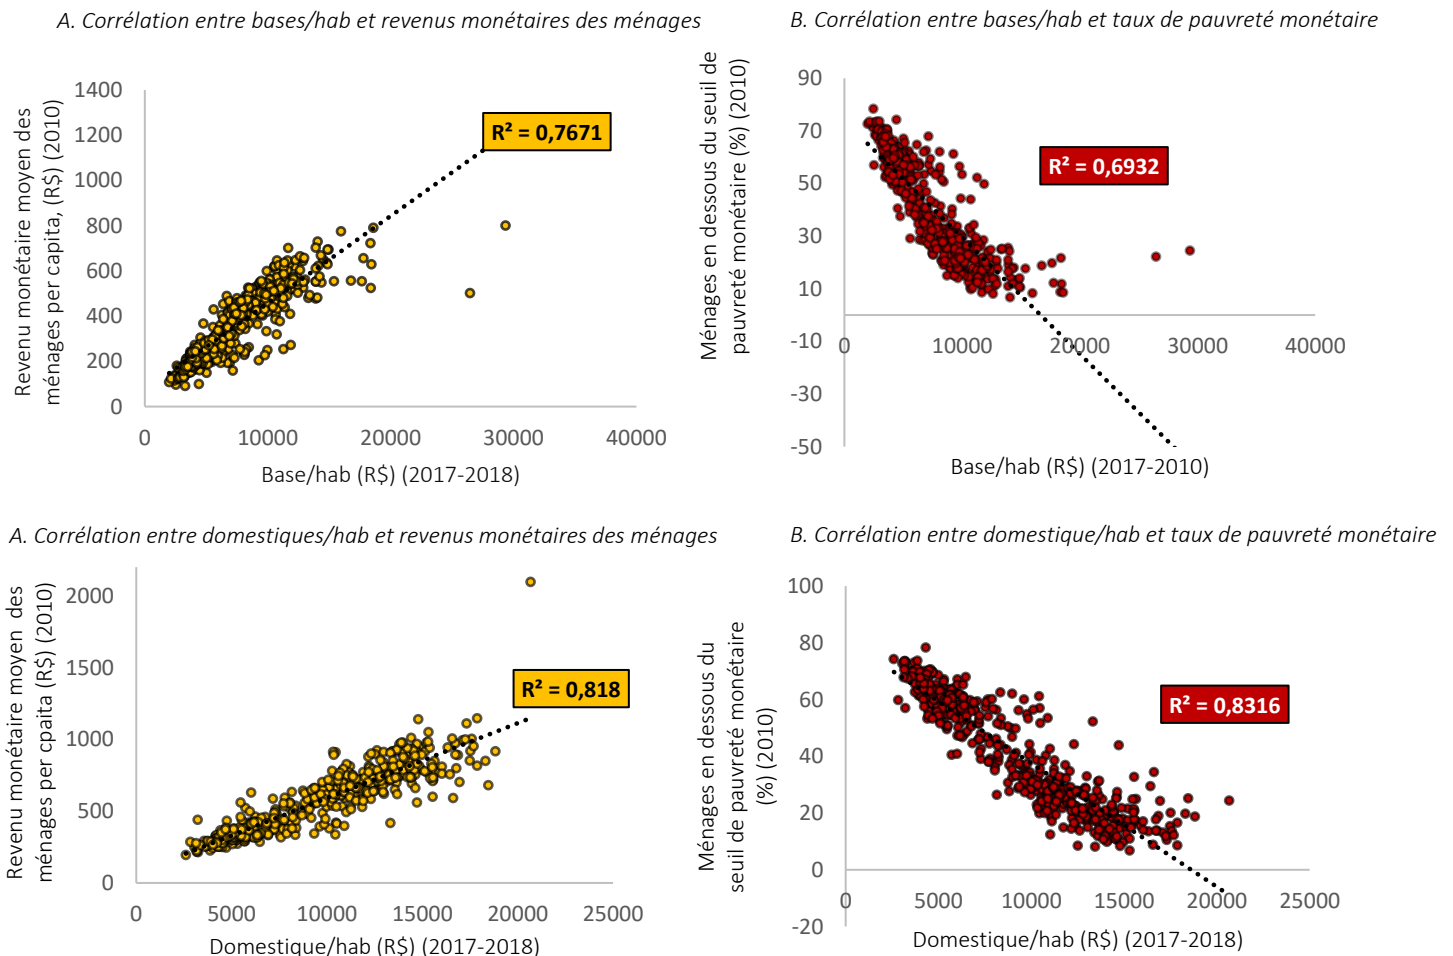 A. Corrélation entre bases/hab et revenus monétaires des ménages
Revenu monétaire moyen des
ménages per capita, (R$) (2010)
1400
1200
1000
800
600
400
200
0
R² = 0,7671
0
10000
20000
30000
40000
Base/hab (R$) (2017-2018)
B. Corrélation entre bases/hab et taux de pauvreté monétaire
Ménages en dessous du seuil de
pauvreté monétaire (%) (2010)
90
70
50
30
10
-10
-30
-50
R² = 0,6932
0
10000
20000
30000
40000
Base/hab (R$) (2017-2010)
A. Corrélation entre domestiques/hab et revenus monétaires des ménages
Revenu monétaire moyen des
ménages per cpaita (R$) (2010)
2000
1500
1000
500
0
R² = 0,818
0
5000
10000
15000
20000
25000
Domestique/hab (R$) (2017-2018)
B. Corrélation entre domestique/hab et taux de pauvreté monétaire
Ménages en dessous du
seuil de pauvreté monétaire
(%) (2010)
100
80
60
40
20
0
-20
R² = 0,8316
0
5000
10000
15000
20000
25000
Domestique/hab (R$) (2017-2018)